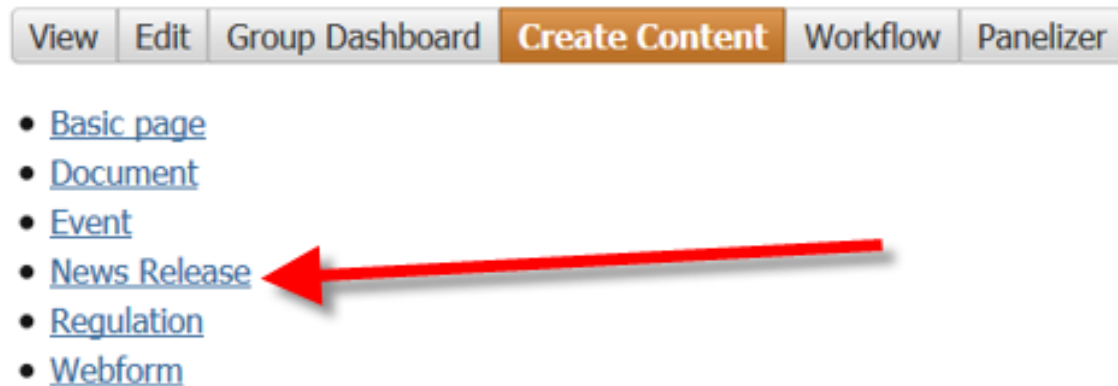 View Edit Group Dashboard Create Content Workflow Panelizer
Basic page
Document
Event
News Release
Regulation
Webform